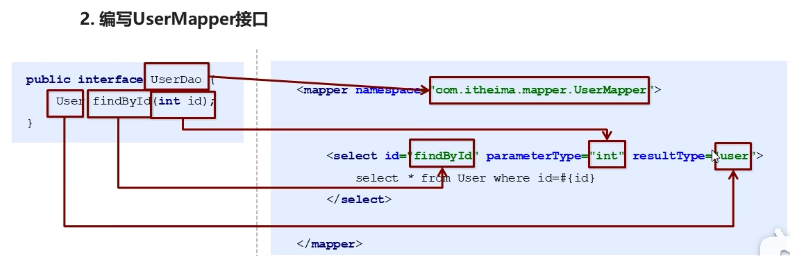 2. 编写UserMapper接口
public interface UserDao {
User findById(int id);
}
<mapper namespace="com.itheima.mapper.UserMapper">
<select id="findById" parameterType="int" resultType="user">
select * from User where id=#{id}
</select>
</mapper>